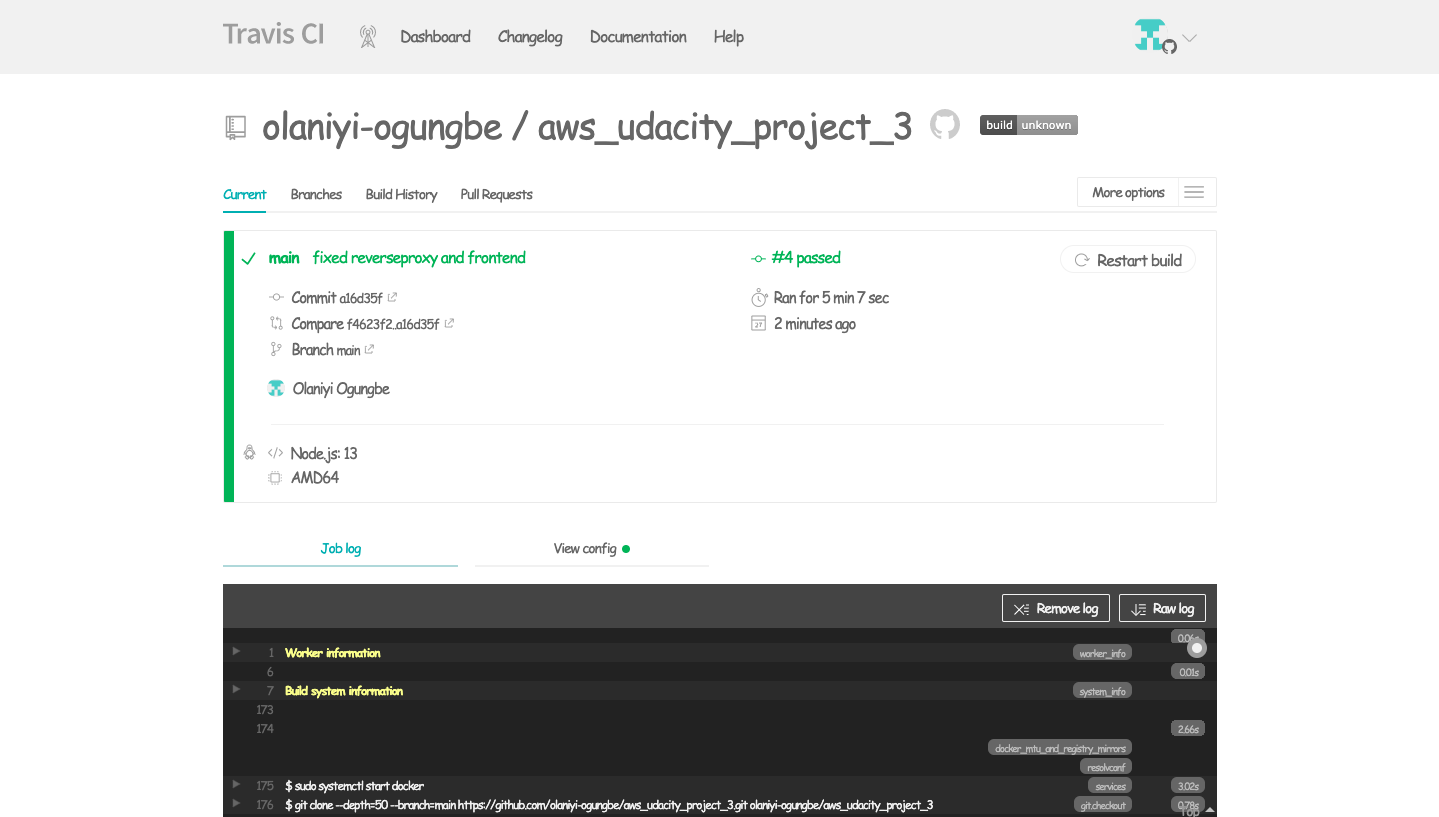 Travis CI Dashboard Changelog Documentation Help
olaniyi-ogungbe / aws_udacity_project_3 build unknown
Current Branches Build History Pull Requests More options
main fixed reverseproxy and frontend #4 passed Restart build
Commit a16d35f Ran for 5 min 7 sec
Compare f4623f2..a16d35f 2 minutes ago
Branch main
Olaniyi Ogungbe
Node.js: 13
AMD64
Job log View config
Remove log Raw log
0.06s
1 Worker information worker_info
6 0.01s
7 Build system information system_info
173
174 2.66s
docker_mtu_and_registry_mirrors
resolvconf
175 $ sudo systemctl start docker services 3.02s
176 $ git clone --depth=50 --branch=main https://github.com/olaniyi-ogungbe/aws_udacity_project_3.git olaniyi-ogungbe/aws_udacity_project_3 git.checkout 0.78s
Top